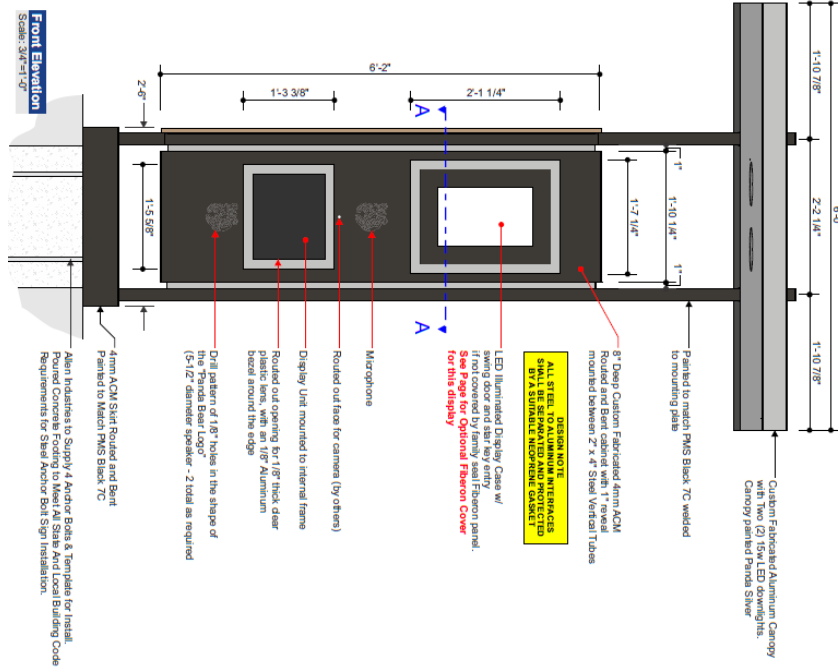 Custom Fabricated Aluminum Canopy
with Two (2) 15w LED downlights.
Canopy painted Panda Silver
Painted to match PMS Black 7C welded
to mounting plate
8" Deep Custom Fabricated 4mm ACM
Routed and Bent cabinet with 1" reveal
mounted between 2" x 4" Steel Vertical Tubes
DESIGN NOTE
ALL STEEL TO ALUMINUM INTERFACES
SHALL BE SEPARATED AND PROTECTED
BY A SUITABLE NEOPRENE GASKET
LED Illuminated Display Case w/
swing door and star key entry
if not covered by family seal Fiberon panel.
See Page for Optional Fiberon Cover
for this display
Microphone
Routed out face for camera (by others)
Display Unit mounted to internal frame
Routed out opening for 1/8" thick clear
plastic lens, with an 1/8" Aluminum
bezel around the edge
Drill pattern of 1/8" holes in the shape of
the "Panda Bear Logo"
(5-1/2" diameter speaker - 2 total as required
4mm ACM Skirt Routed and Bent
Painted to Match PMS Black 7C
Allen Industries to Supply 4 Anchor Bolts & Template for Install.
Poured Concrete Footing to Meet All State And Local Building Code
Requirements for Steel Anchor Bolt Sign Installation.
1'-10 7/8"
2'-2 1/4"
1'-10 7/8"
1"
1'-10 1/4"
1"
1'-7 1/4"
1'-5 5/8"
6'-2"
2'-1 1/4"
1'-3 3/8"
2'-6"
A
A
Front Elevation
Scale: 3/4"=1'-0"